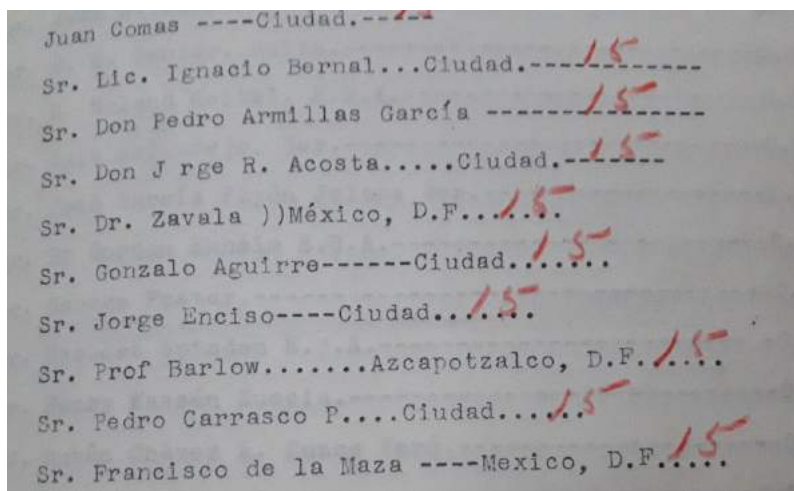 Juan Comas ----Ciudad.----
Sr. Lic. Ignacio Bernal...Ciudad.------------- 15
Sr. Don Pedro Armillas García ---------------- 15
Sr. Don J rge R. Acosta.....Ciudad.------- 15
Sr. Dr. Zavala ))México, D.F....... 15
Sr. Gonzalo Aguirre------Ciudad....... 15
Sr. Jorge Enciso----Ciudad....... 15
Sr. Prof Barlow.......Azcapotzalco, D.F...... 15
Sr. Pedro Carrasco P....Ciudad...... 15
Sr. Francisco de la Maza ----Mexico, D.F..... 15